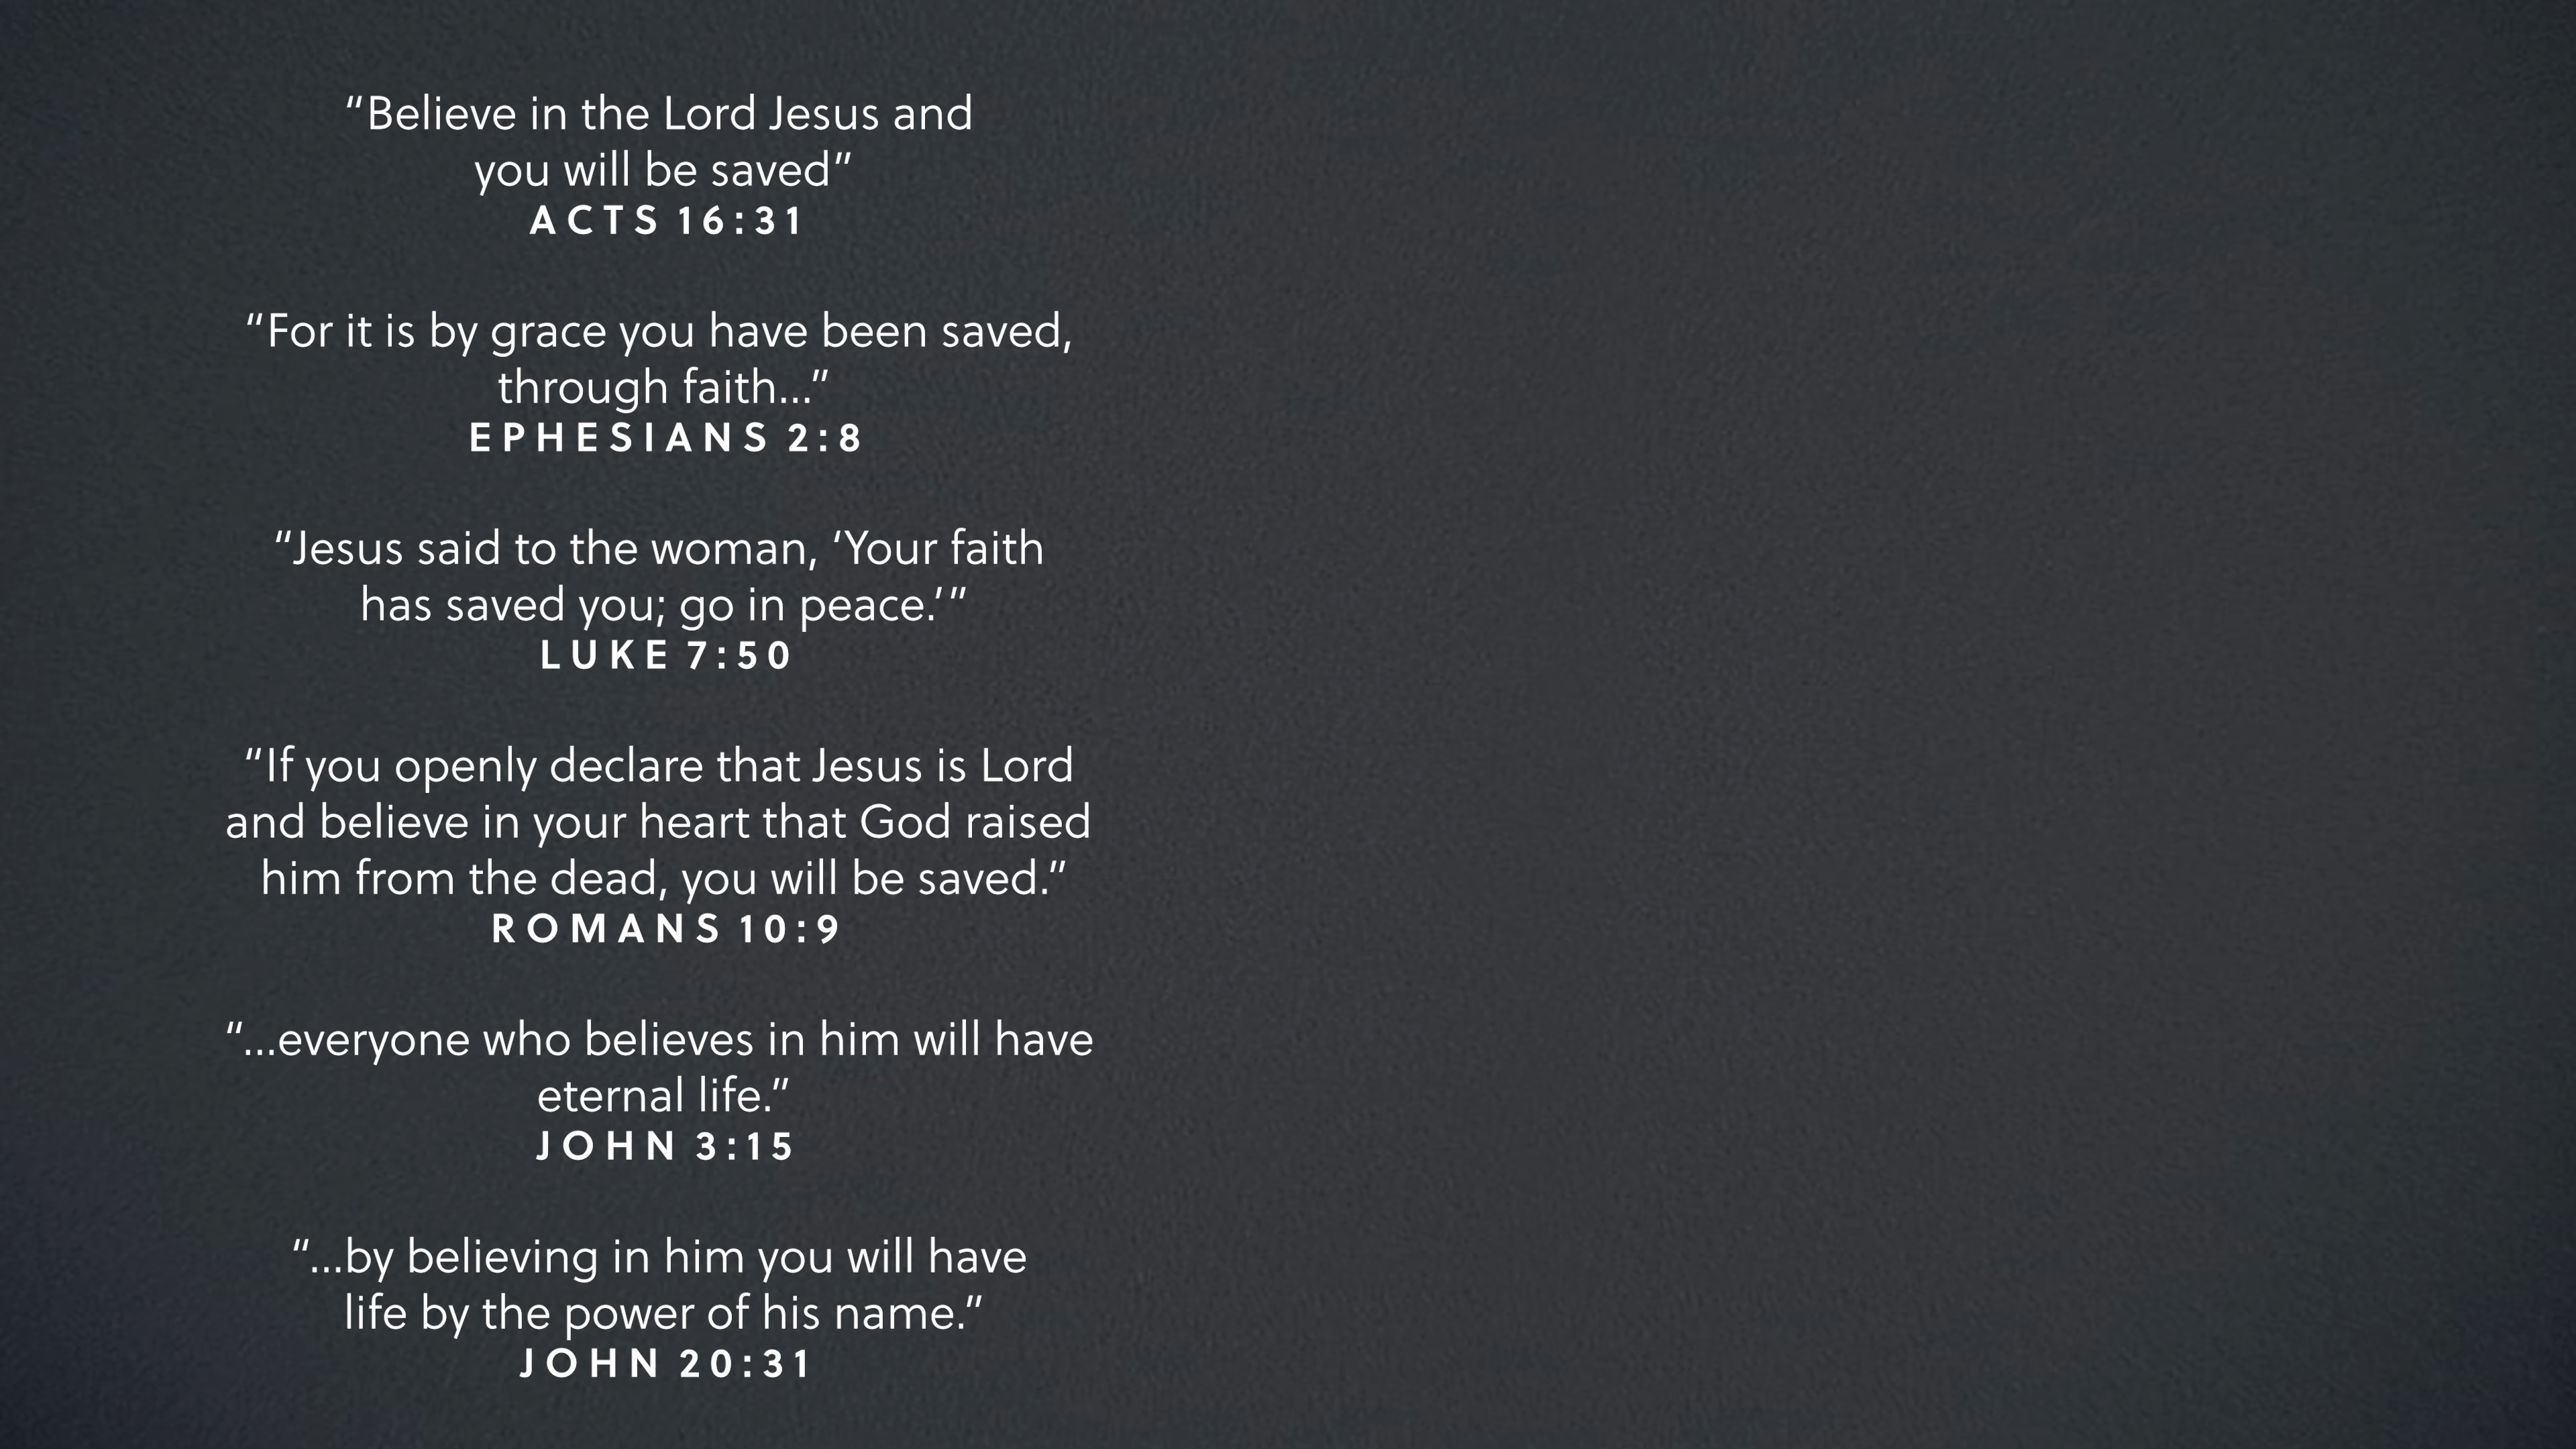 “Believe in the Lord Jesus and
you will be saved”
ACTS 16:31
“For it is by grace you have been saved,
through faith...”
EPHESIANS 2:8
“Jesus said to the woman, ‘Your faith
has saved you; go in peace.’”
LUKE 7:50
“If you openly declare that Jesus is Lord
and believe in your heart that God raised
him from the dead, you will be saved.”
ROMANS 10:9
“...everyone who believes in him will have
eternal life.”
JOHN 3:15
“...by believing in him you will have
life by the power of his name.”
JOHN 20:31